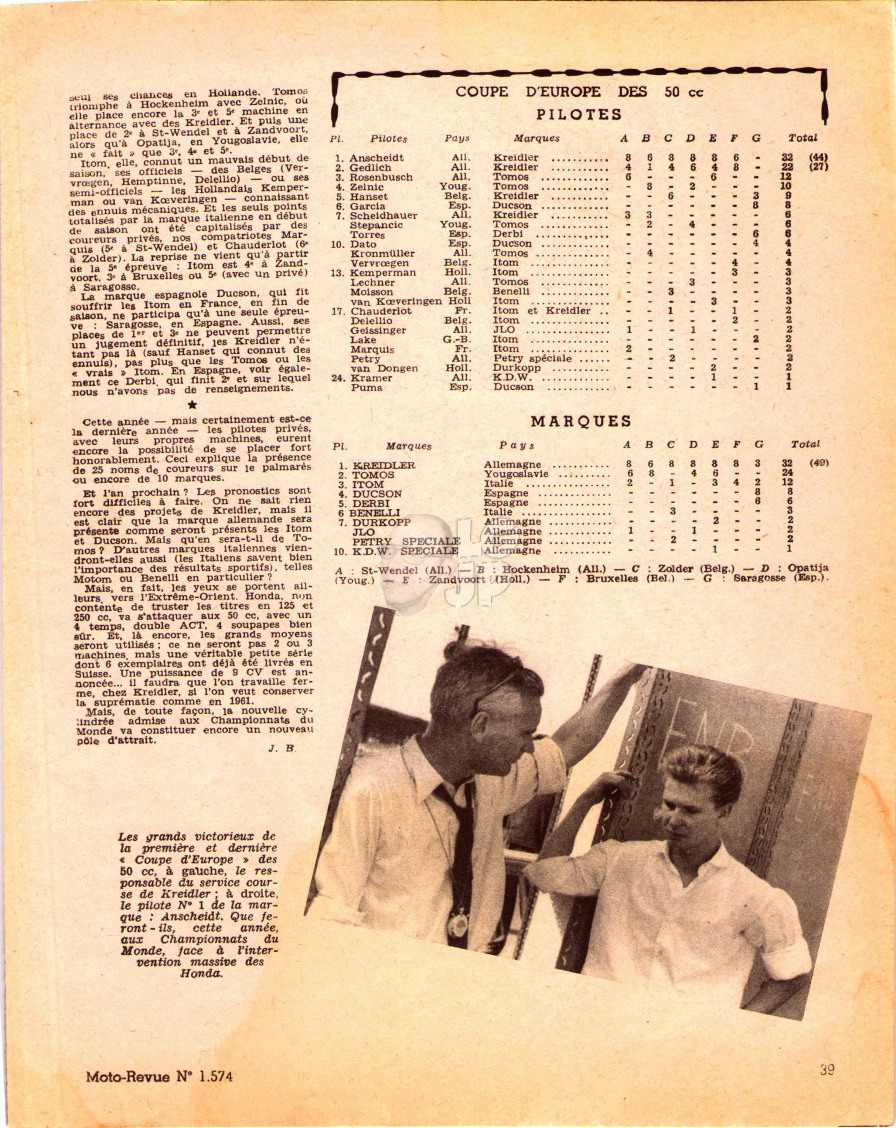 seul ses chances en Hollande. Tomos
triomphe à Hockenheim avec Zelnic, où
elle place encore la 3e et 5e machine en
alternance avec des Kreidler. Et puis une
place de 2e à St-Wendel et à Zandvoort,
alors qu'à Opatija, en Yougoslavie, elle
ne « fait » que 3e, 4e et 5e.
Itom, elle, connut un mauvais début de
saison, ses officiels — des Belges (Ver-
vrœgen, Hemptinne, Delellio) — ou ses
semi-officiels — les Hollandais Kemper-
man ou van Kœveringen — connaissant
des ennuis mécaniques. Et les seuls points
totalisés par la marque italienne en début
de saison ont été capitalisés par des
coureurs privés, nos compatriotes Mar-
quis (5e à St-Wendel) et Chauderlot (6e
à Zolder). La reprise ne vient qu'à partir
de la 5e épreuve : Itom est 4e à Zand-
voort, 3e à Bruxelles ou 5e (avec un privé)
à Saragosse.
La marque espagnole Ducson, qui fit
souffrir les Itom en France, en fin de
saison, ne participa qu'à une seule épreu-
ve : Saragosse, en Espagne. Aussi, ses
places de 1er et 3e ne peuvent permettre
un jugement définitif, les Kreidler n'é-
tant pas là (sauf Hanset qui connut des
ennuis), pas plus que les Tomos ou les
« vrais » Itom. En Espagne, voir égale-
ment ce Derbi, qui finit 2e et sur lequel
nous n'avons pas de renseignements.
★
Cette année — mais certainement est-ce
la dernière année — les pilotes privés,
avec leurs propres machines, eurent
encore la possibilité de se placer fort
honorablement. Ceci explique la présence
de 25 noms de coureurs sur le palmarès
ou encore de 10 marques.
Et l'an prochain ? Les pronostics sont
fort difficiles à faire. On ne sait rien
encore des projets de Kreidler, mais il
est clair que la marque allemande sera
présente comme seront présents les Itom
et Ducson. Mais qu'en sera-t-il de To-
mos ? D'autres marques italiennes vien-
dront-elles aussi (les Italiens savent bien
l'importance des résultats sportifs), telles
Motom ou Benelli en particulier ?
Mais, en fait, les yeux se portent ail-
leurs, vers l'Extrême-Orient. Honda, non
contente de truster les titres en 125 et
250 cc, va s'attaquer aux 50 cc, avec un
4 temps, double ACT, 4 soupapes bien
sûr. Et, là encore, les grands moyens
seront utilisés ; ce ne seront pas 2 ou 3
machines, mais une véritable petite série
dont 6 exemplaires ont déjà été livrés en
Suisse. Une puissance de 9 CV est an-
noncée... il faudra que l'on travaille fer-
me, chez Kreidler, si l'on veut conserver
la suprématie comme en 1961.
Mais, de toute façon, la nouvelle cy-
lindrée admise aux Championnats du
Monde va constituer encore un nouveau
pôle d'attrait.
J. B.
COUPE D'EUROPE DES 50 cc
PILOTES
Pl. Pilotes Pays Marques A B C D E F G Total
1. Anscheidt All. Kreidler 8 6 8 8 8 6 - 32 (44)
2. Gedlich All. Kreidler 4 1 4 6 4 8 - 22 (27)
3. Rosenbusch All. Tomos 6 - - - 6 - - 12
4. Zelnic Youg. Tomos - 8 - 2 - - - 10
5. Hanset Belg. Kreidler - - 6 - - - 3 9
6. Garcia Esp. Ducson - - - - - - 8 8
7. Scheidhauer All. Kreidler 3 3 - - - - - 6
Stepancic Youg. Tomos - 2 - 4 - - - 6
Torres Esp. Derbi - - - - - - 6 6
10. Dato Esp. Ducson - - - - - - 4 4
Kronmüller All. Tomos - 4 - - - - - 4
Vervrœgen Belg. Itom - - - - - 4 - 4
13. Kemperman Holl. Itom - - - - - 3 - 3
Lechner All. Tomos - - - 3 - - - 3
Moisson Belg. Benelli - - 3 - - - - 3
van Kœveringen Holl Itom - - - - 3 - - 3
17. Chauderlot Fr. Itom et Kreidler - - 1 - - 1 - 2
Delellio Belg. Itom - - - - - 2 - 2
Geissinger All. JLO 1 - - 1 - - - 2
Lake G.-B. Itom - - - - - - 2 2
Marquis Fr. Itom 2 - - - - - - 2
Petry All. Petry spéciale - - 2 - - - - 2
van Dongen Holl. Durkopp - - - - 2 - - 2
24. Kramer All. K.D.W. - - - - 1 - - 1
Puma Esp. Ducson - - - - - - 1 1
MARQUES
Pl. Marques Pays A B C D E F G Total
1. KREIDLER Allemagne 8 6 8 8 8 8 3 32 (49)
2. TOMOS Yougoslavie 6 8 - 4 6 - - 24
3. ITOM Italie 2 - 1 - 3 4 2 12
4. DUCSON Espagne - - - - - - 8 8
5. DERBI Espagne - - - - - - 6 6
6 BENELLI Italie - - 3 - - - - 3
7. DURKOPP Allemagne - - - - 2 - - 2
JLO Allemagne 1 - - 1 - - - 2
PETRY SPECIALE Allemagne - - 2 - - - - 2
10. K.D.W. SPECIALE Allemagne - - - - 1 - - 1
A : St-Wendel (All.) — B : Hockenheim (All.) — C : Zolder (Belg.) — D : Opatija
(Youg.) — E : Zandvoort (Holl.) — F : Bruxelles (Bel.) — G : Saragosse (Esp.).
Les grands victorieux de
la première et dernière
« Coupe d'Europe » des
50 cc, à gauche, le res-
ponsable du service cour-
se de Kreidler ; à droite,
le pilote N° 1 de la mar-
que : Anscheidt. Que fe-
ront-ils, cette année,
aux Championnats du
Monde, face à l'inter-
vention massive des
Honda.
Moto-Revue N° 1.574
39